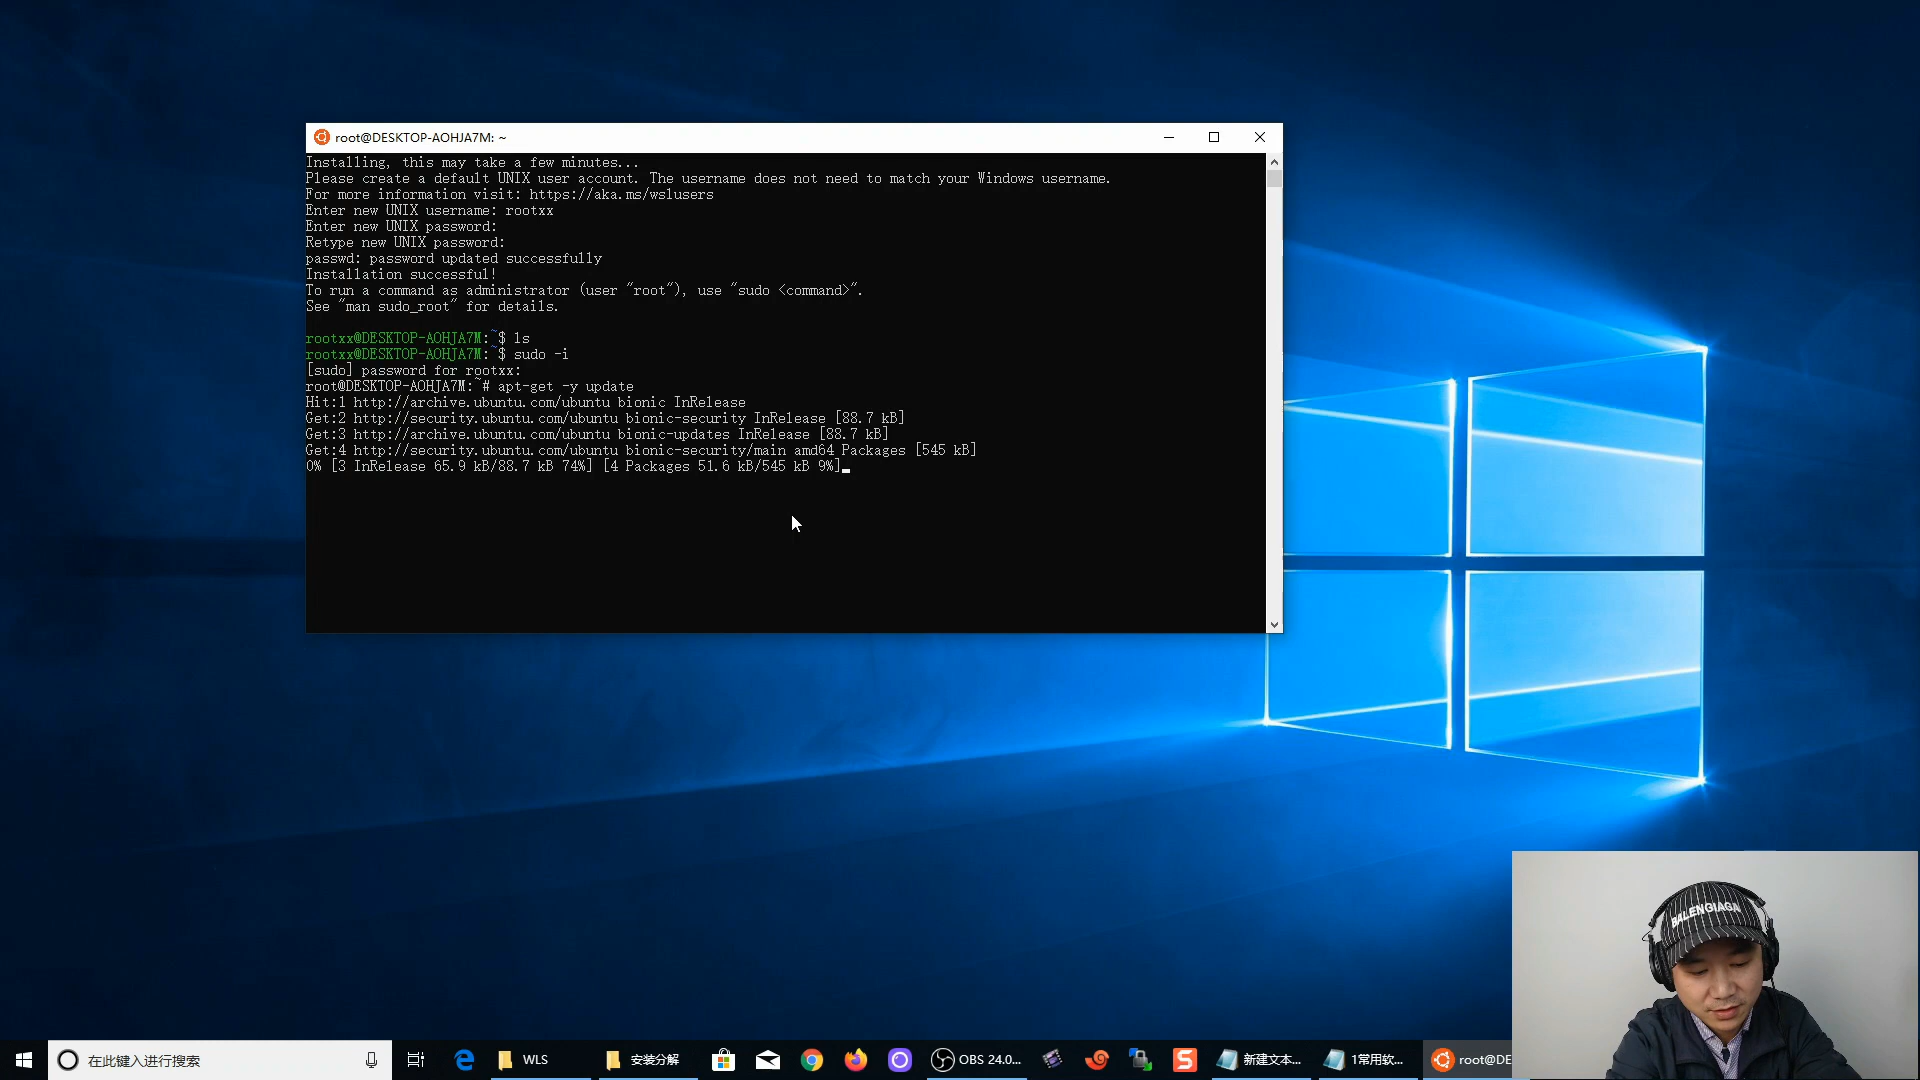 root@DESKTOP-AOHJA7M: ~
Installing, this may take a few minutes...
Please create a default UNIX user account. The username does not need to match your Windows username.
For more information visit: https://aka.ms/wslusers
Enter new UNIX username: rootxx
Enter new UNIX password:
Retype new UNIX password:
passwd: password updated successfully
Installation successful!
To run a command as administrator (user "root"), use "sudo <command>".
See "man sudo_root" for details.
rootxx@DESKTOP-AOHJA7M:~$ ls
rootxx@DESKTOP-AOHJA7M:~$ sudo -i
[sudo] password for rootxx:
root@DESKTOP-AOHJA7M:~# apt-get -y update
Hit:1 http://archive.ubuntu.com/ubuntu bionic InRelease
Get:2 http://security.ubuntu.com/ubuntu bionic-security InRelease [88.7 kB]
Get:3 http://archive.ubuntu.com/ubuntu bionic-updates InRelease [88.7 kB]
Get:4 http://security.ubuntu.com/ubuntu bionic-security/main amd64 Packages [545 kB]
0% [3 InRelease 65.9 kB/88.7 kB 74%] [4 Packages 51.6 kB/545 kB 9%]
BALENCIAGA
在此键入进行搜索
WLS
安装分解
OBS 24.0...
新建文本...
1常用软...
root@DE